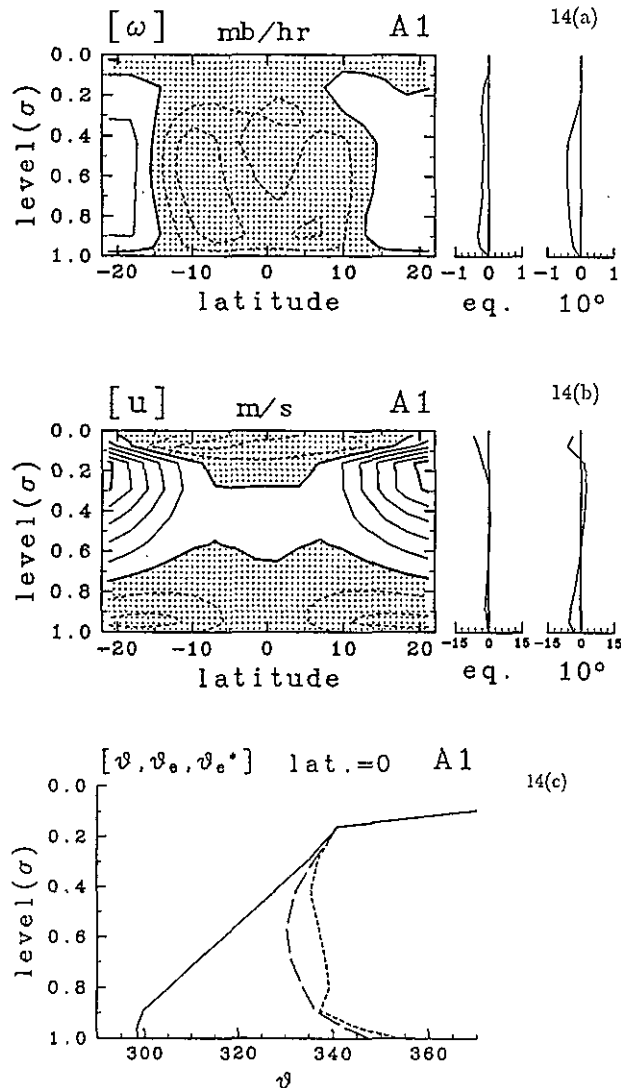 [ω] mb/hr A1 14(a)
0.0
0.2
0.4
0.6
0.8
1.0
level(σ)
-20 -10 0 10 20
latitude
-1 0 1
eq.
-1 0 1
10°
[u] m/s A1 14(b)
0.0
0.2
0.4
0.6
0.8
1.0
level(σ)
-20 -10 0 10 20
latitude
-15 0 15
eq.
-15 0 15
10°
[ϑ,ϑe,ϑe*] lat.=0 A1 14(c)
0.0
0.2
0.4
0.6
0.8
1.0
level(σ)
300 320 340 360
ϑ